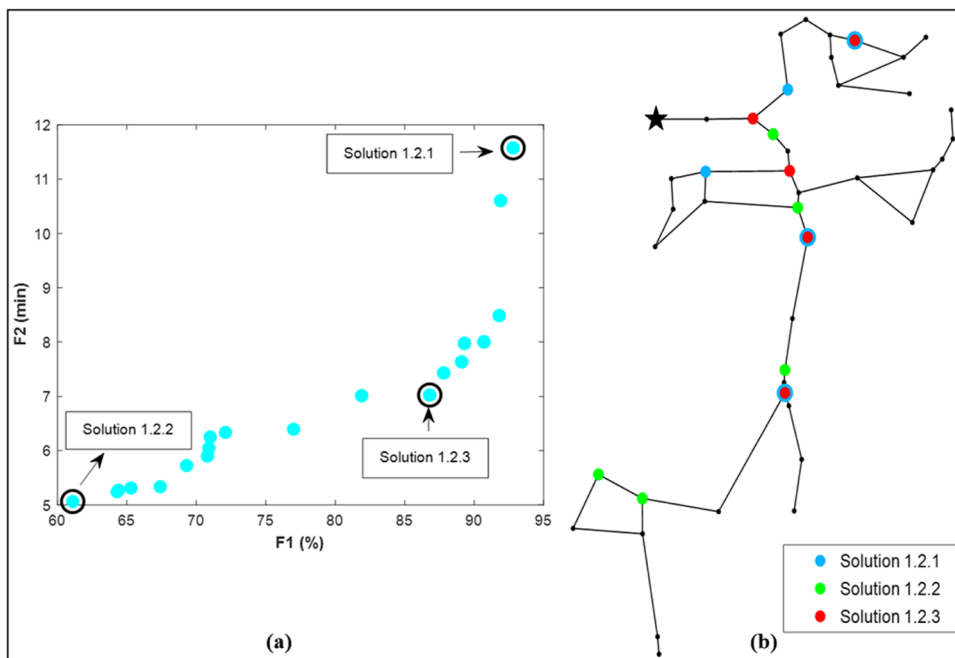 12
11
10
9
8
7
6
5
F2 (min)
60 65 70 75 80 85 90 95
F1 (%)
Solution 1.2.1
Solution 1.2.2
Solution 1.2.3
(a)
Solution 1.2.1
Solution 1.2.2
Solution 1.2.3
(b)